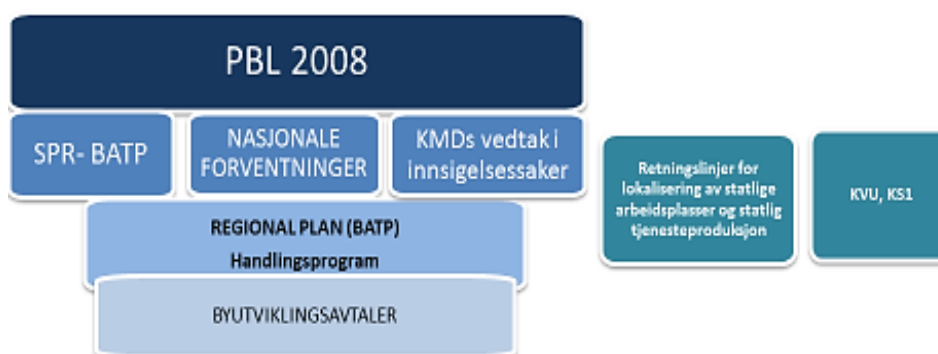 PBL 2008
SPR- BATP
NASJONALE
FORVENTNINGER
KMDs vedtak i
innsigelsessaker
Retningslinjer for
lokalisering av statlige
arbeidsplasser og statlig
tjenesteproduksjon
KVU, KS1
REGIONAL PLAN (BATP)
Handlingsprogram
BYUTVIKLINGSAVTALER